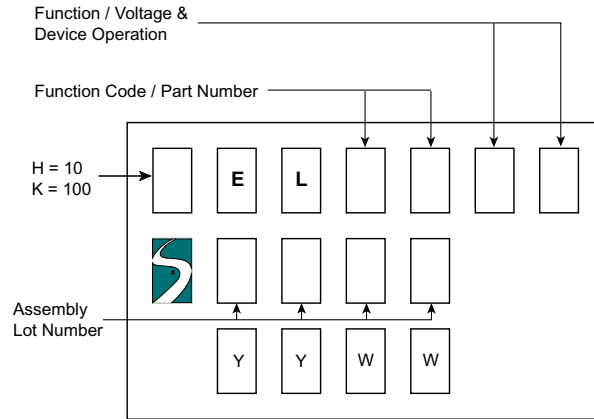 Function / Voltage &
Device Operation
Function Code / Part Number
H = 10
K = 100
E L
Assembly
Lot Number
Y Y W W